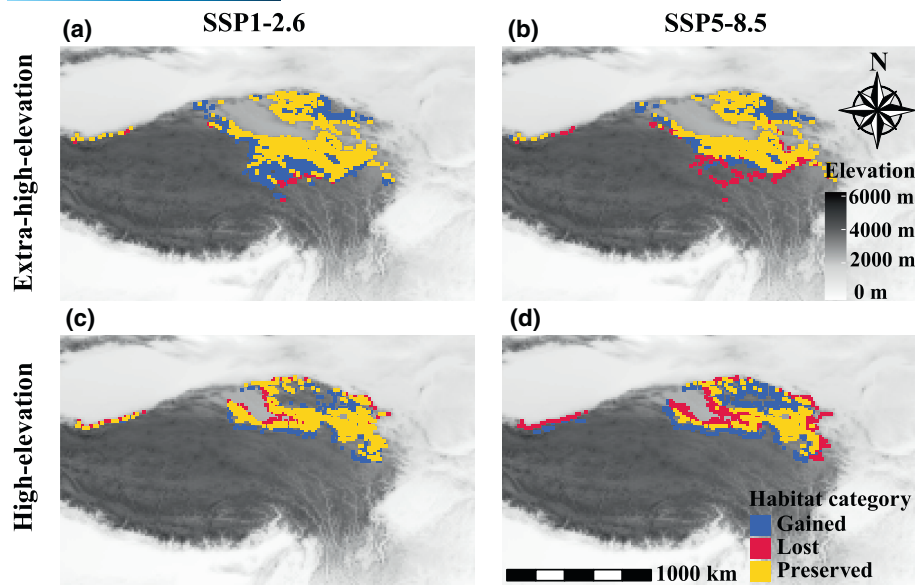 SSP1-2.6
SSP5-8.5
(a)
(b)
N
Extra-high-elevation
Elevation
6000 m
4000 m
2000 m
0 m
(c)
(d)
High-elevation
Habitat category
Gained
Lost
Preserved
1000 km